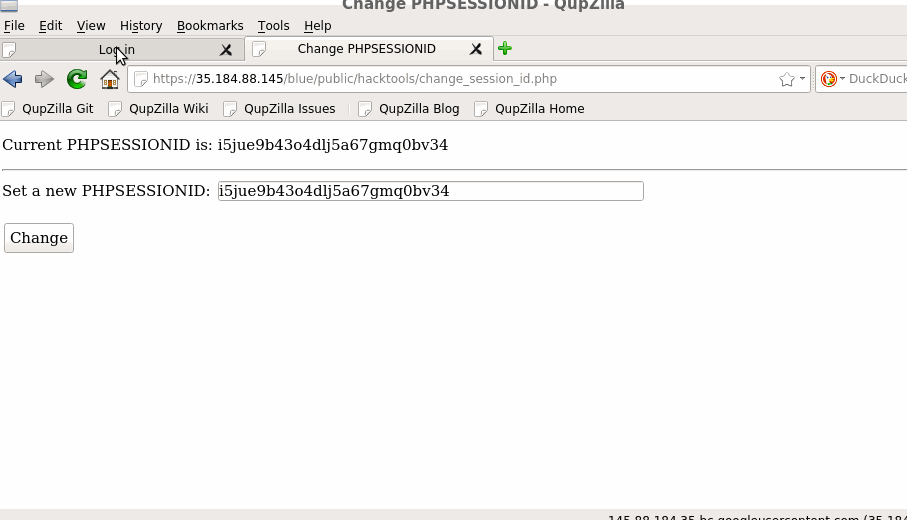 Change PHPSESSIONID - QupZilla
File Edit View History Bookmarks Tools Help
Log in Change PHPSESSIONID
https://35.184.88.145/blue/public/hacktools/change_session_id.php DuckDuck
QupZilla Git QupZilla Wiki QupZilla Issues QupZilla Blog QupZilla Home
Current PHPSESSIONID is: i5jue9b43o4dlj5a67gmq0bv34
Set a new PHPSESSIONID: i5jue9b43o4dlj5a67gmq0bv34
Change
145.88.184.35.bc.googleusercontent.com (35.184